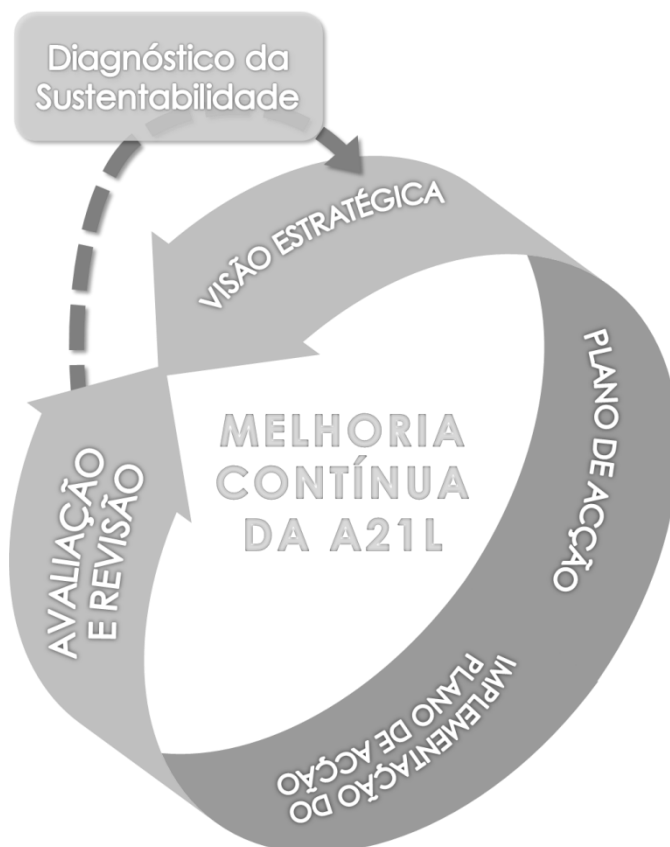 Diagnóstico da
Sustentabilidade
VISÃO ESTRATÉGICA
PLANO DE ACÇÃO
IMPLEMENTAÇÃO DO
PLANO DE ACÇÃO
AVALIAÇÃO
E REVISÃO
MELHORIA
CONTÍNUA
DA A21L